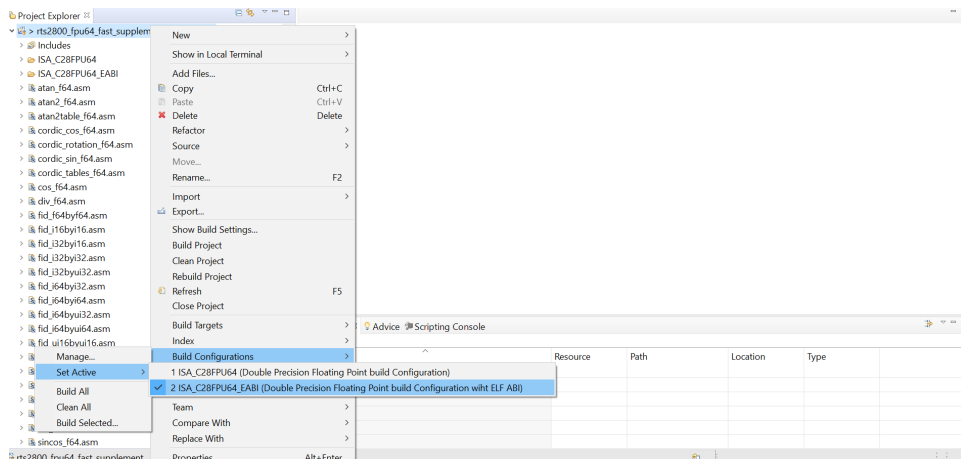 Project Explorer
> rts2800_fpu64_fast_supplem
Includes
ISA_C28FPU64
ISA_C28FPU64_EABI
atan_f64.asm
atan2_f64.asm
atan2table_f64.asm
cordic_cos_f64.asm
cordic_rotation_f64.asm
cordic_sin_f64.asm
cordic_tables_f64.asm
cos_f64.asm
div_f64.asm
fid_f64byf64.asm
fid_i16byi16.asm
fid_i32byi16.asm
fid_i32byi32.asm
fid_i32byui32.asm
fid_i64byi32.asm
fid_i64byi64.asm
fid_i64byui32.asm
fid_i64byui64.asm
fid_ui16byui16.asm
sincos_f64.asm
rts2800_fpu64_fast_supplement
New
Show in Local Terminal
Add Files...
Copy Ctrl+C
Paste Ctrl+V
Delete Delete
Refactor
Source
Move...
Rename... F2
Import
Export...
Show Build Settings...
Build Project
Clean Project
Rebuild Project
Refresh F5
Close Project
Build Targets
Index
Build Configurations
Team
Compare With
Replace With
Properties Alt+Enter
Manage...
Set Active
Build All
Clean All
Build Selected...
1 ISA_C28FPU64 (Double Precision Floating Point build Configuration)
2 ISA_C28FPU64_EABI (Double Precision Floating Point build Configuration wiht ELF ABI)
Advice Scripting Console
Resource Path Location Type